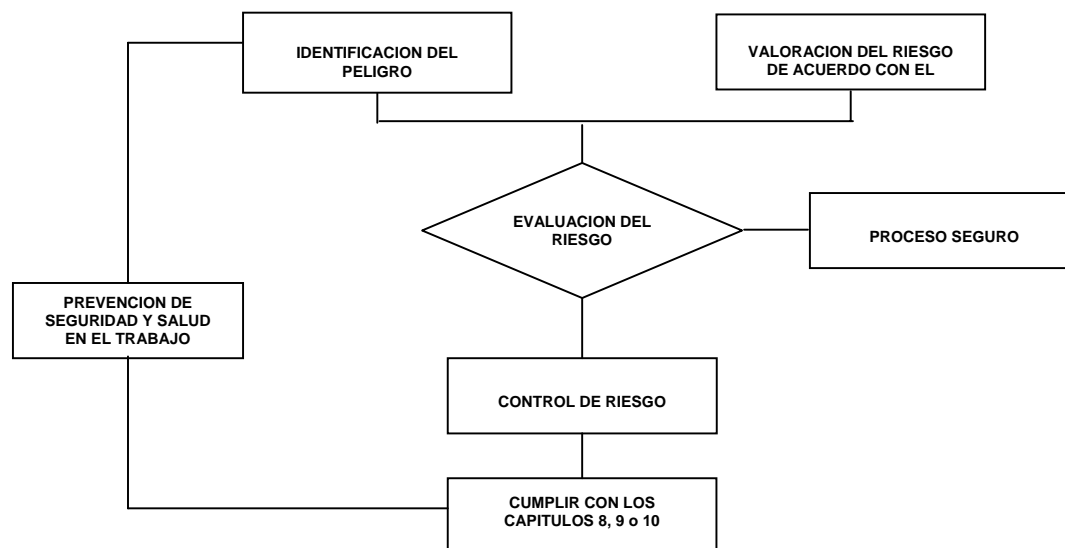 IDENTIFICACION DEL
PELIGRO
VALORACION DEL RIESGO
DE ACUERDO CON EL
EVALUACION DEL
RIESGO
PROCESO SEGURO
PREVENCION DE
SEGURIDAD Y SALUD
EN EL TRABAJO
CONTROL DE RIESGO
CUMPLIR CON LOS
CAPITULOS 8, 9 o 10